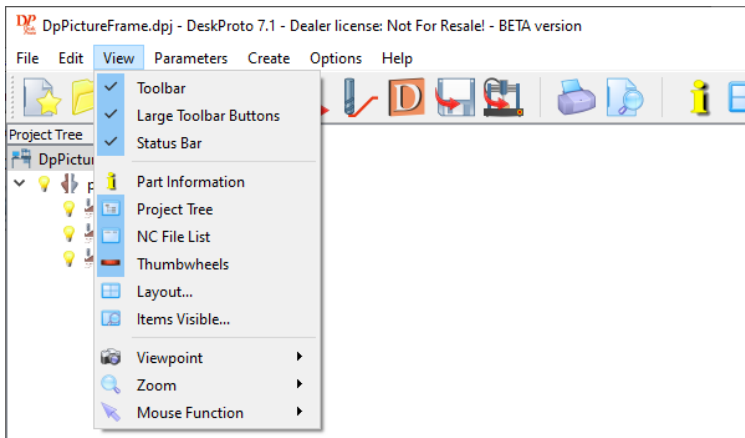 DpPictureFrame.dpj - DeskProto 7.1 - Dealer license: Not For Resale! - BETA version
File Edit View Parameters Create Options Help
Toolbar
Large Toolbar Buttons
Project Tree
Status Bar
DpPictu
Part Information
Project Tree
NC File List
Thumbwheels
Layout...
Items Visible...
Viewpoint
Zoom
Mouse Function